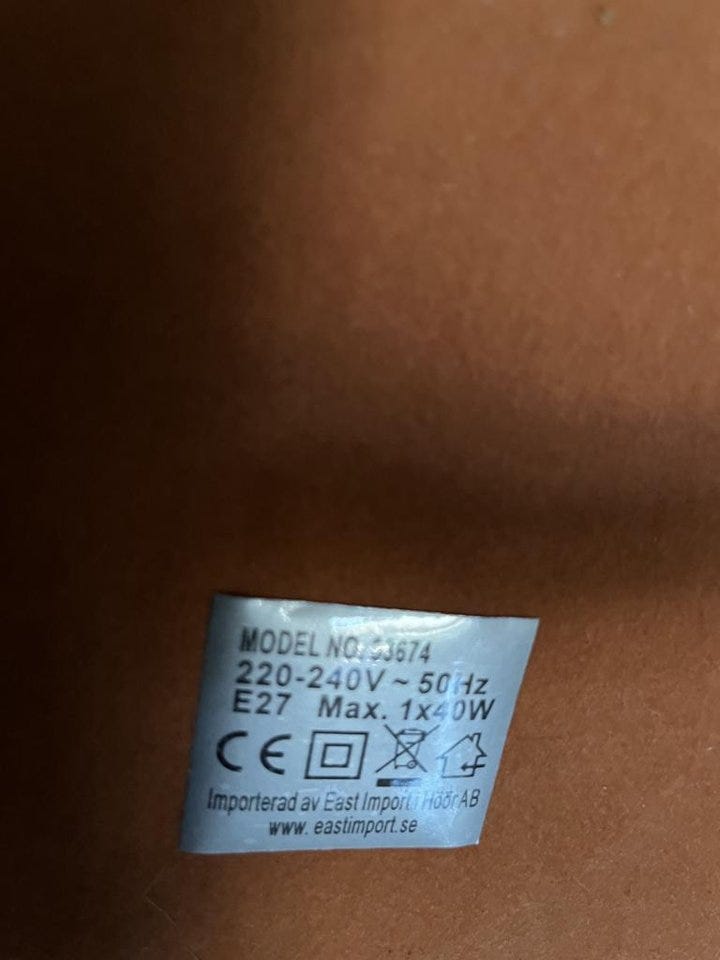 MODEL NO.
220-240V ~ 50Hz
E27 Max. 1x40W
CE
Importerad av East Import i Höör AB
www. eastimport.se